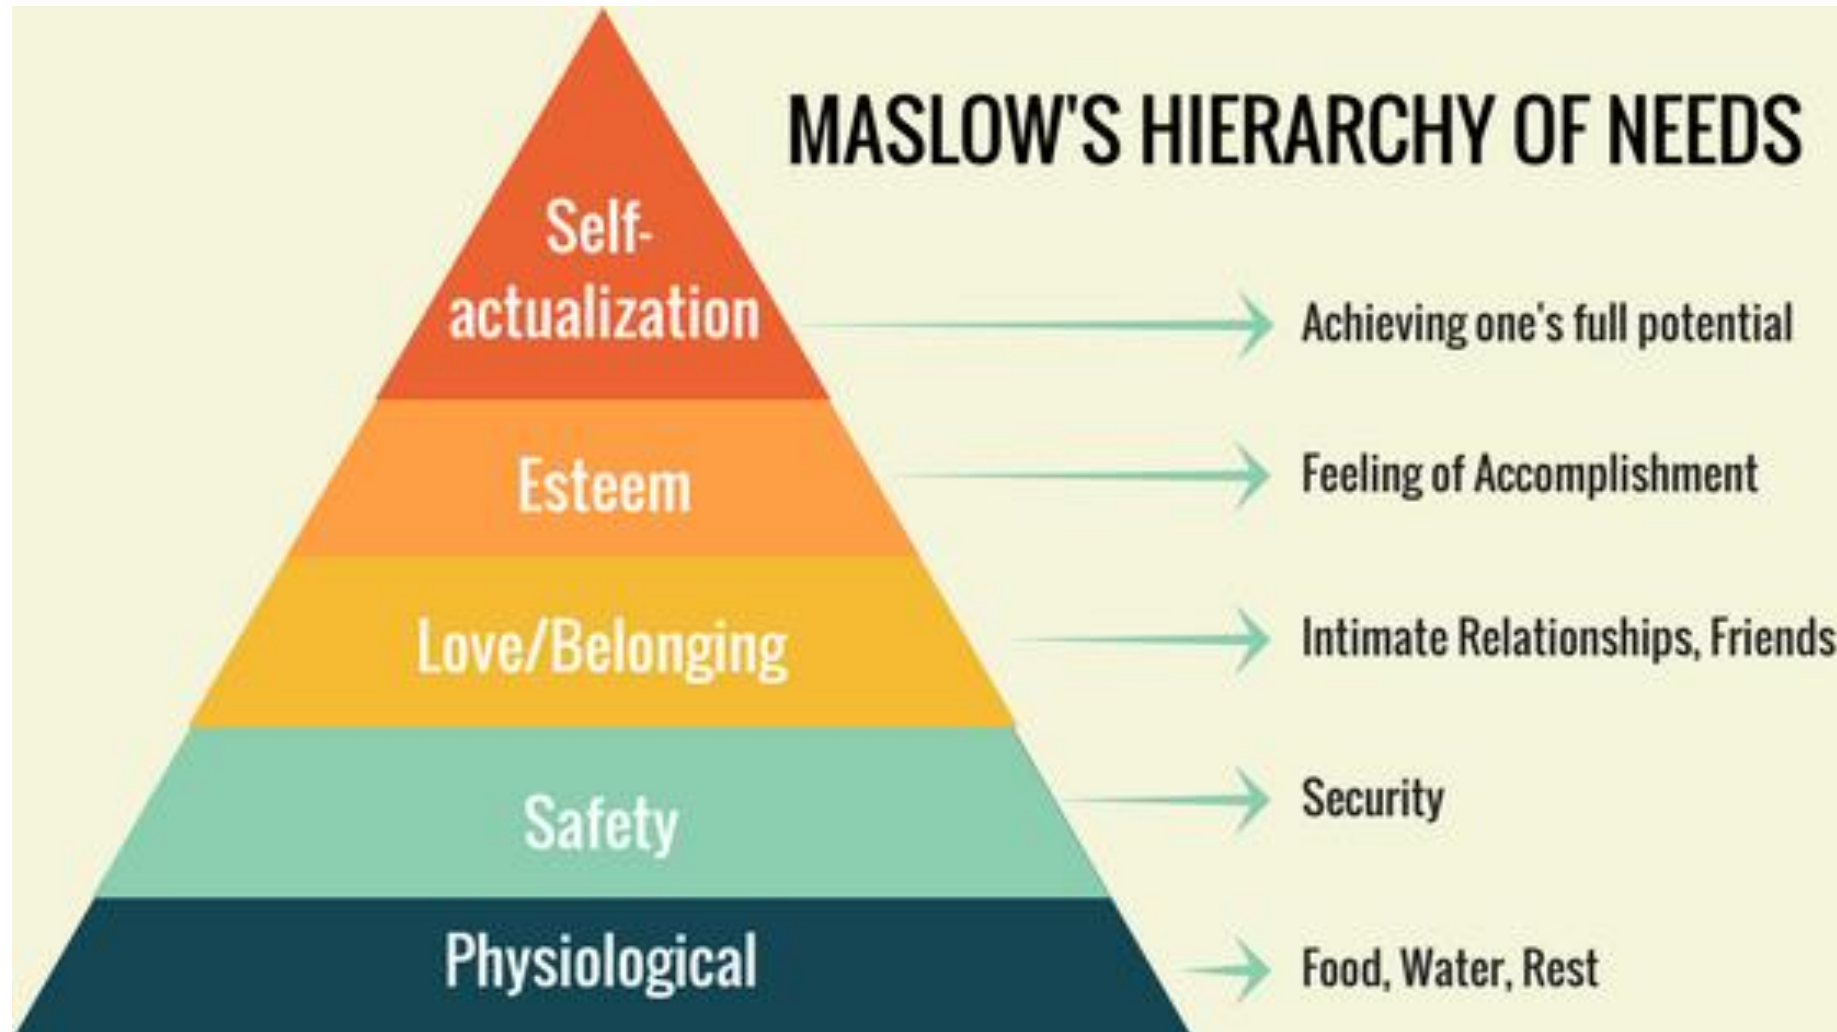 MASLOW'S HIERARCHY OF NEEDS
Self-
actualization
Achieving one's full potential
Esteem
Feeling of Accomplishment
Love/Belonging
Intimate Relationships, Friends
Safety
Security
Physiological
Food, Water, Rest